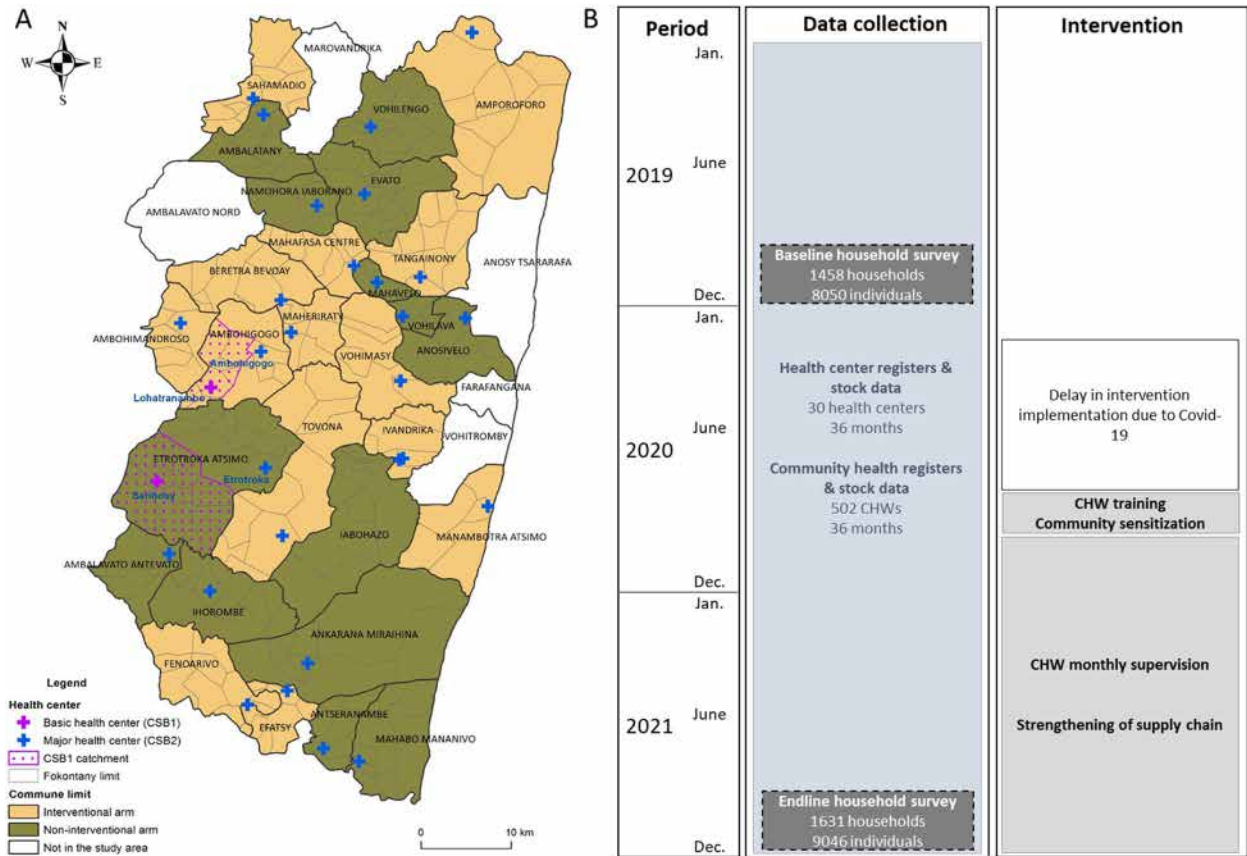 A
N
W
E
S
MAROVANDRIKA
SAHAMADIO
AMPOROFORO
VOHILENGO
AMBALATANY
EVATO
NAMOHORA IABORANO
AMBALAVATO NORD
MAHAFASA CENTRE
TANGAINONY
ANOSY TSARARAFA
BERETRA BEVOAY
MAHAVELO
MAHERIRATY
AMBOHIMANDROSO
AMBOHIGOGO
VOHILAVA
VOHIMASY
ANOSIVELO
Ambohigogo
FARAFANGANA
TOVONA
IVANDRIKA
VOHITROMBY
ETROTROKA ATSIMO
Etrotroka
IABOHAZO
MANAMBOTRA ATSIMO
AMBALAVATO ANTEVATO
IHOROMBE
ANKARANA MIRAIHINA
FENOARIVO
EFATSY
ANTSERANAMBE
MAHABO MANANIVO
Legend
Health center
Basic health center (CSB1)
Major health center (CSB2)
CSB1 catchment
Fokontany limit
Commune limit
Interventional arm
Non-interventional arm
Not in the study area
0
10 km
B
Period
Data collection
Intervention
Jan.
June
2019
Baseline household survey
1458 households
8050 individuals
Dec.
Jan.
Health center registers &
stock data
30 health centers
36 months
Delay in intervention
implementation due to Covid-
19
June
2020
Community health registers
& stock data
502 CHWs
36 months
CHW training
Community sensitization
Dec.
Jan.
CHW monthly supervision
June
2021
Strengthening of supply chain
Endline household survey
1631 households
9046 individuals
Dec.